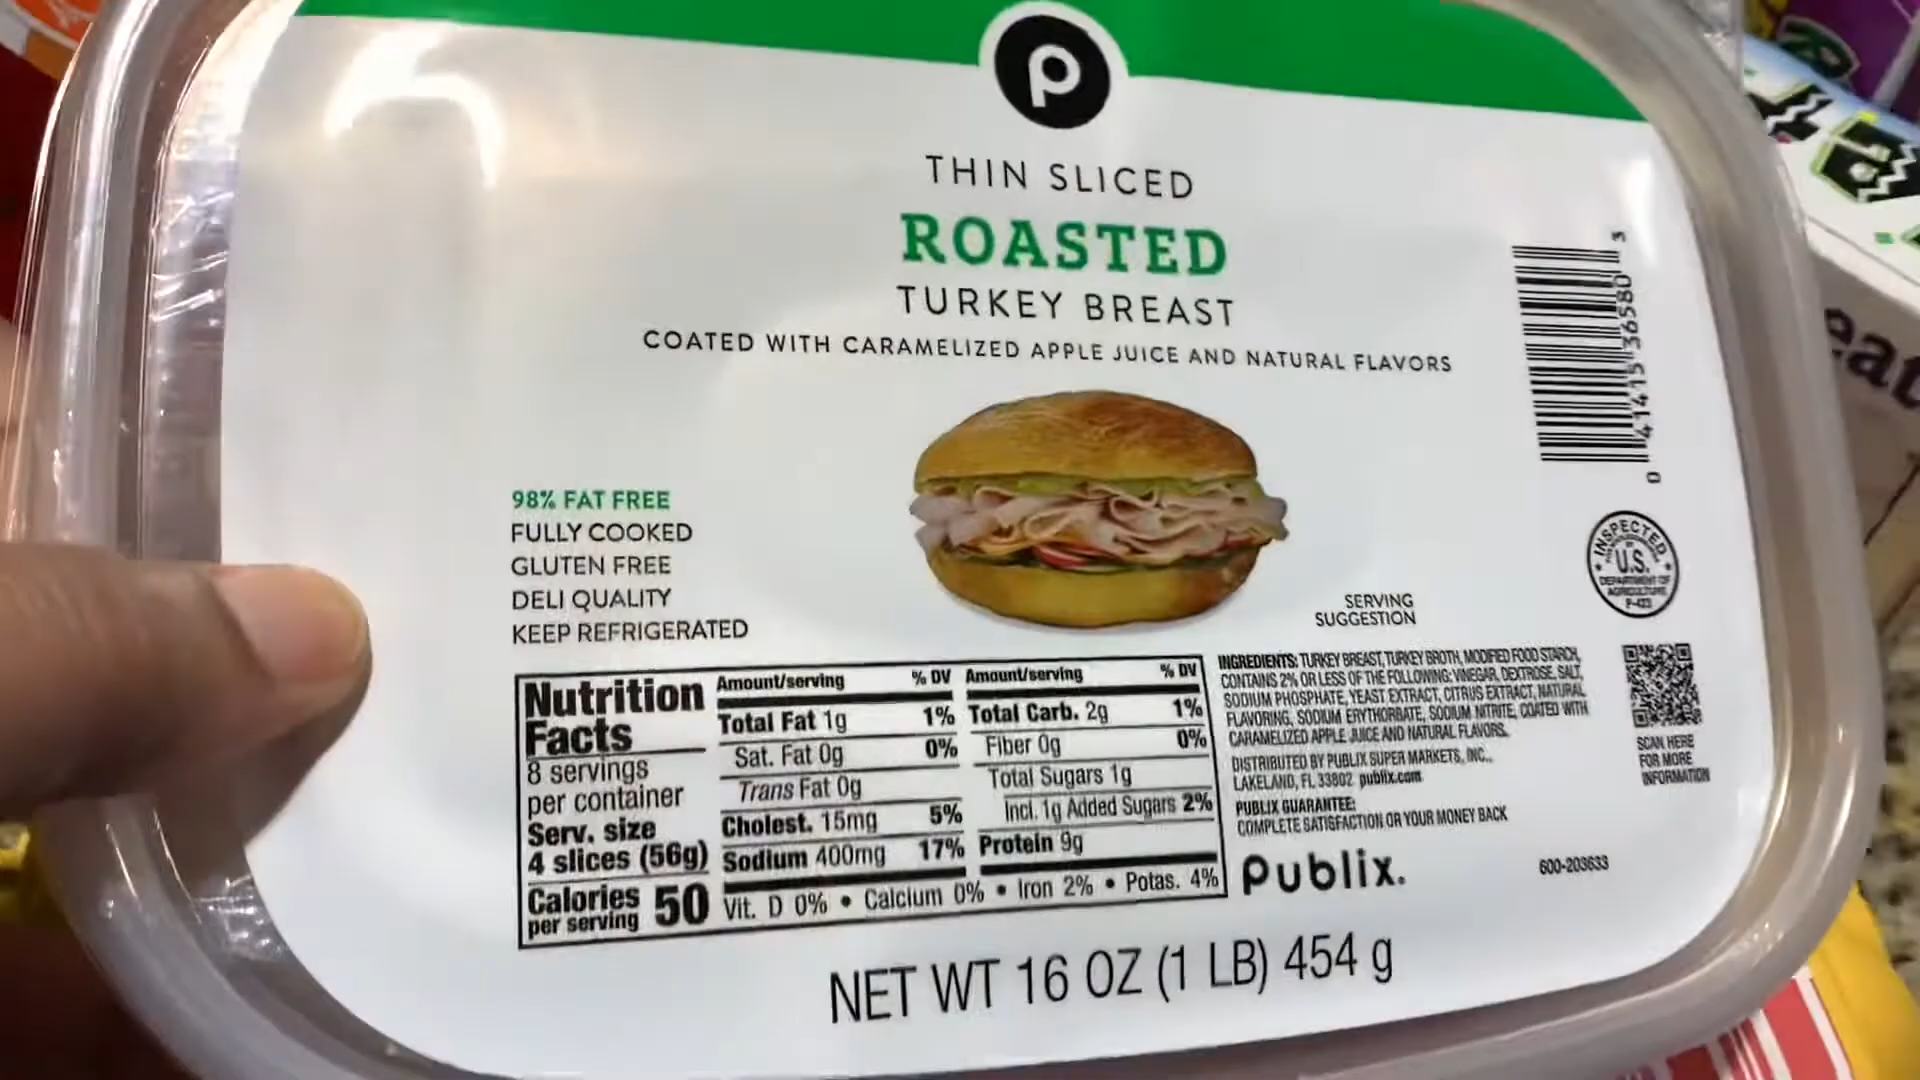 P
THIN SLICED
ROASTED
TURKEY BREAST
COATED WITH CARAMELIZED APPLE JUICE AND NATURAL FLAVORS
98% FAT FREE
FULLY COOKED
GLUTEN FREE
DELI QUALITY
KEEP REFRIGERATED
SERVING
SUGGESTION
0 41415 36580 3
INSPECTED
U.S.
DEPARTMENT OF
AGRICULTURE
eat
Nutrition
Facts
8 servings
per container
Serv. size
4 slices (56g)
Calories
per serving 50
Amount/serving % DV
Total Fat 1g 1%
Sat. Fat 0g 0%
Trans Fat 0g
Cholest. 15mg 5%
Sodium 400mg 17%
Amount/serving % DV
Total Carb. 2g 1%
Fiber 0g 0%
Total Sugars 1g
Incl. 1g Added Sugars 2%
Protein 9g
Vit. D 0% • Calcium 0% • Iron 2% • Potas. 4%
INGREDIENTS: TURKEY BREAST, TURKEY BROTH, MODIFIED FOOD STARCH,
CONTAINS 2% OR LESS OF THE FOLLOWING: VINEGAR, DEXTROSE, SALT,
SODIUM PHOSPHATE, YEAST EXTRACT, CITRUS EXTRACT, NATURAL
FLAVORING, SODIUM ERYTHORBATE, SODIUM NITRITE, COATED WITH
CARAMELIZED APPLE JUICE AND NATURAL FLAVORS.
DISTRIBUTED BY PUBLIX SUPER MARKETS, INC.,
LAKELAND, FL 33802 publix.com
PUBLIX GUARANTEE:
COMPLETE SATISFACTION OR YOUR MONEY BACK
SCAN HERE
FOR MORE
INFORMATION
Publix.
600-203633
NET WT 16 OZ (1 LB) 454 g